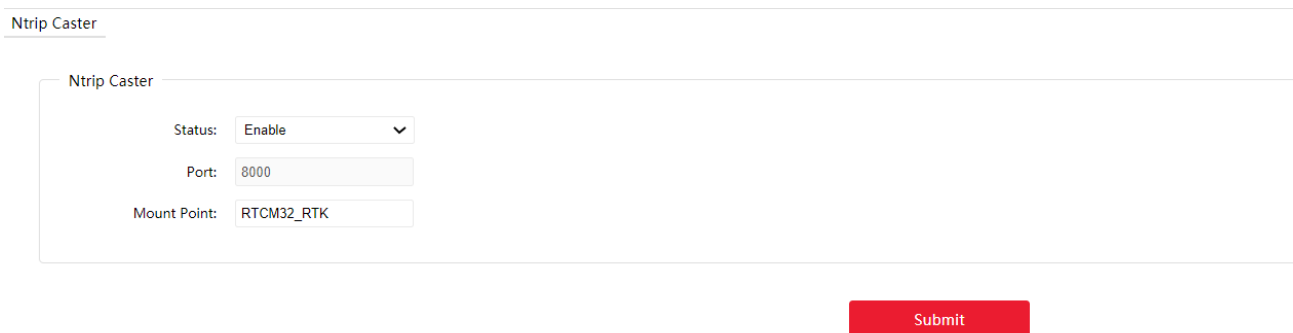 Ntrip Caster
Ntrip Caster
Status: Enable
Port: 8000
Mount Point: RTCM32_RTK
Submit